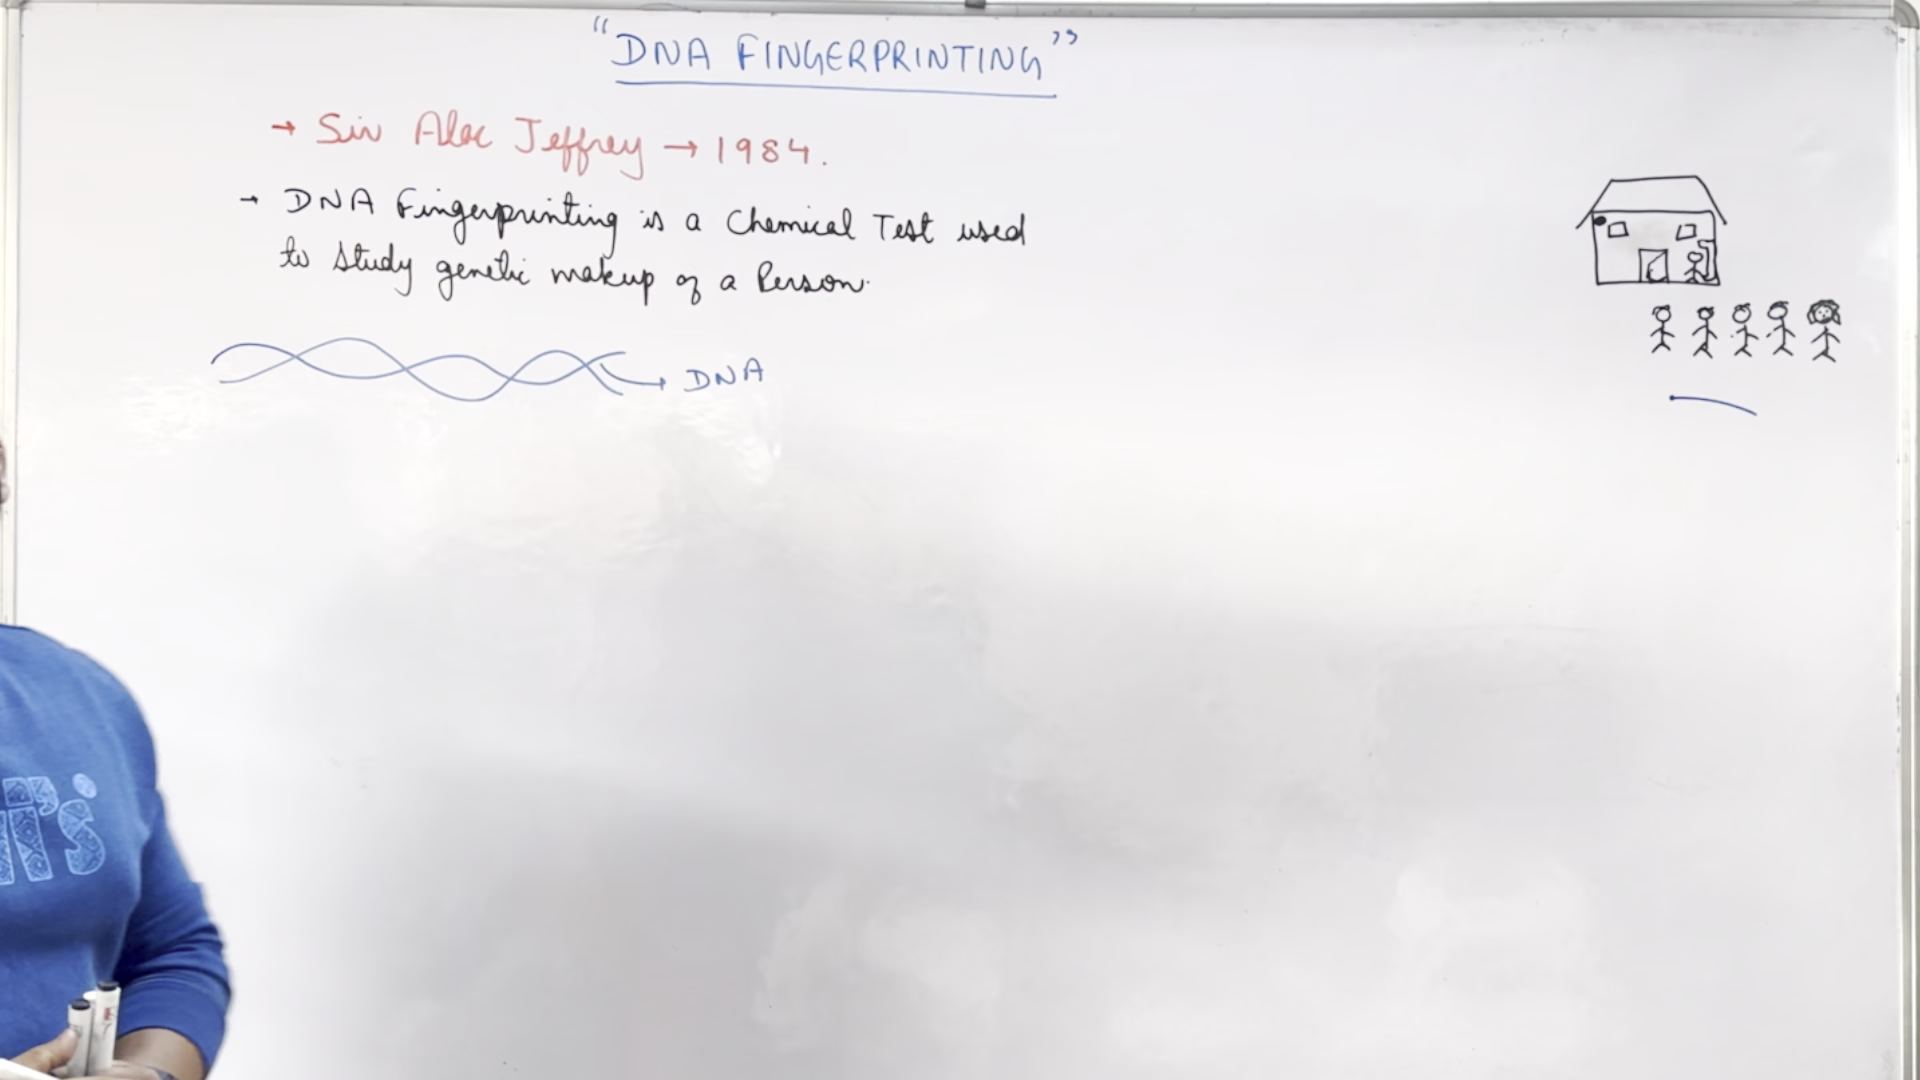 "DNA FINGERPRINTING"
→ Sir Alec Jeffrey → 1984.
→ DNA Fingerprinting is a Chemical Test used
to study genetic makeup of a Person.
→ DNA